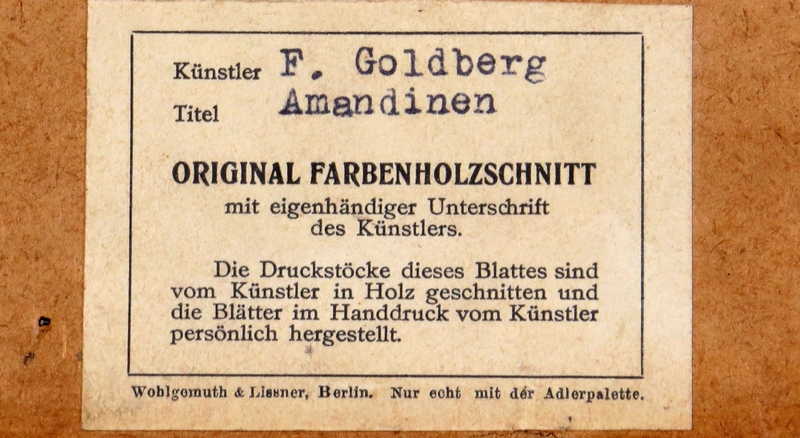 Künstler F. Goldberg
Titel Amandinen
ORIGINAL FARBENHOLZSCHNITT
mit eigenhändiger Unterschrift
des Künstlers.
Die Druckstöcke dieses Blattes sind
vom Künstler in Holz geschnitten und
die Blätter im Handdruck vom Künstler
persönlich hergestellt.
Wohlgemuth & Lissner, Berlin. Nur echt mit der Adlerpalette.